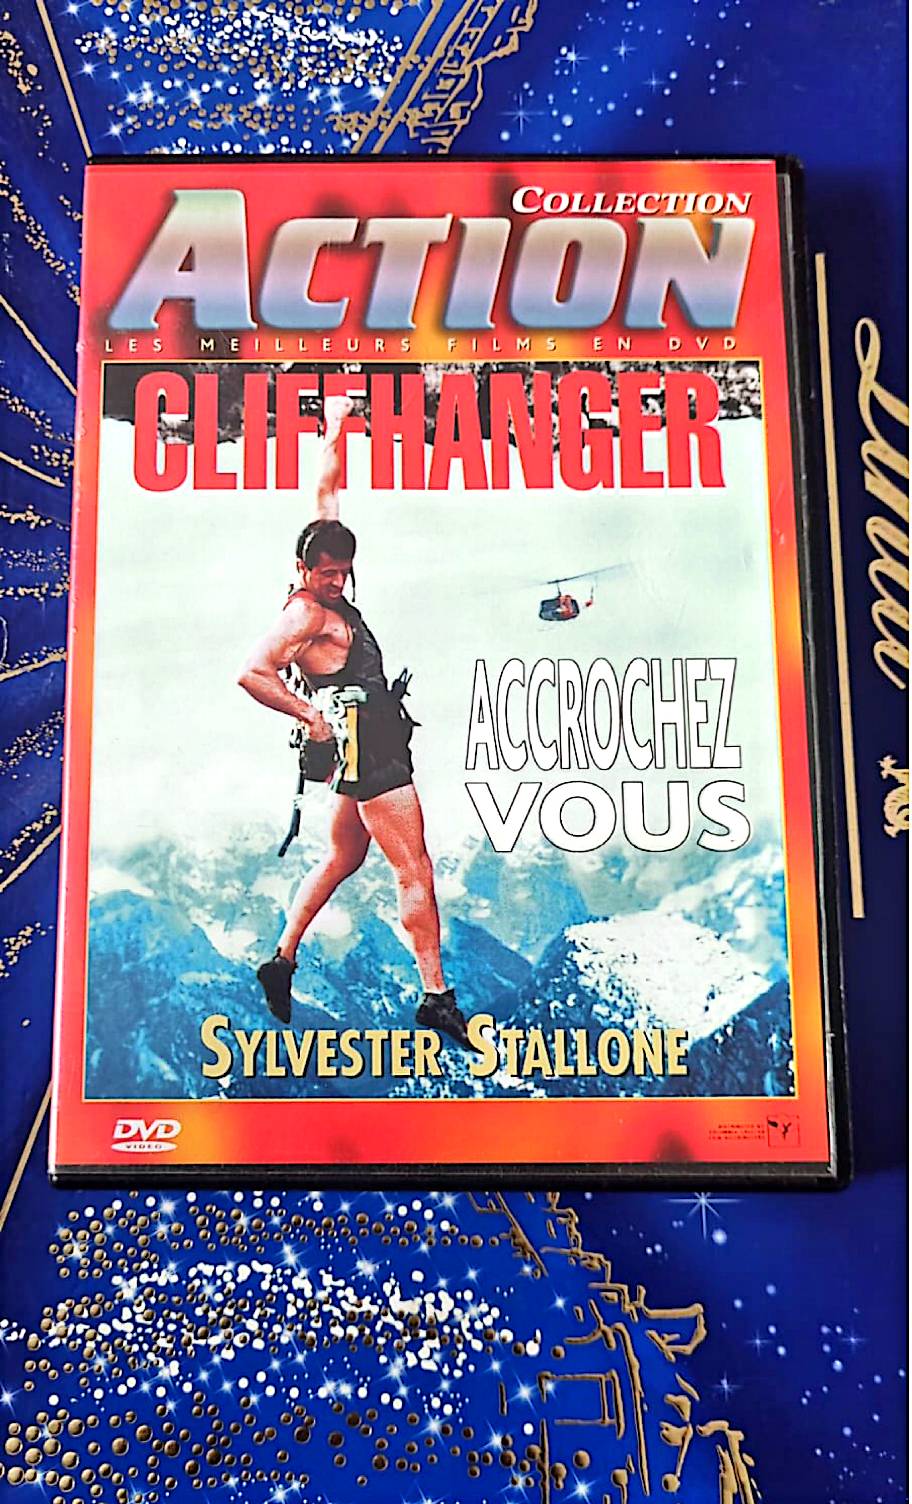 COLLECTION
ACTION
LES MEILLEURS FILMS EN DVD
CLIFFHANGER
ACCROCHEZ
VOUS
SYLVESTER STALLONE
DVD
VIDEO